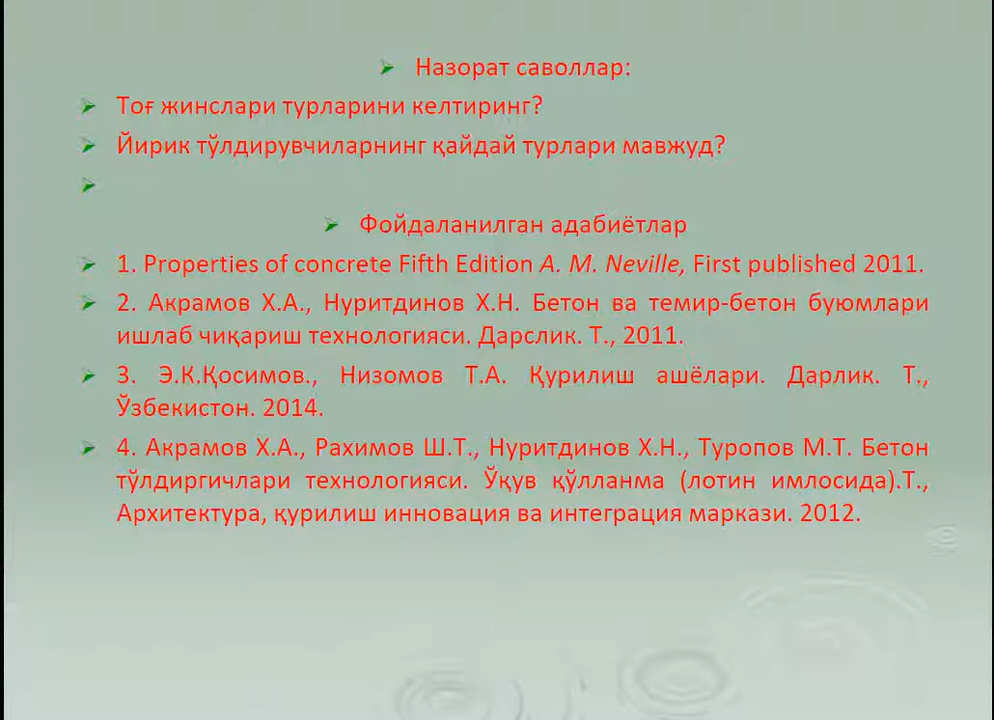 Назорат саволлар:
Тоғ жинслари турларини келтиринг?
Йирик тўлдирувчиларнинг қайдай турлари мавжуд?
Фойдаланилган адабиётлар
1. Properties of concrete Fifth Edition A. M. Neville, First published 2011.
2. Акрамов Х.А., Нуритдинов Х.Н. Бетон ва темир-бетон буюмлари
ишлаб чиқариш технологияси. Дарслик. Т., 2011.
3. Э.К.Қосимов., Низомов Т.А. Қурилиш ашёлари. Дарлик. Т.,
Ўзбекистон. 2014.
4. Акрамов Х.А., Рахимов Ш.Т., Нуритдинов Х.Н., Туропов М.Т. Бетон
тўлдиргичлари технологияси. Ўқув қўлланма (лотин имлосида).Т.,
Архитектура, қурилиш инновация ва интеграция маркази. 2012.